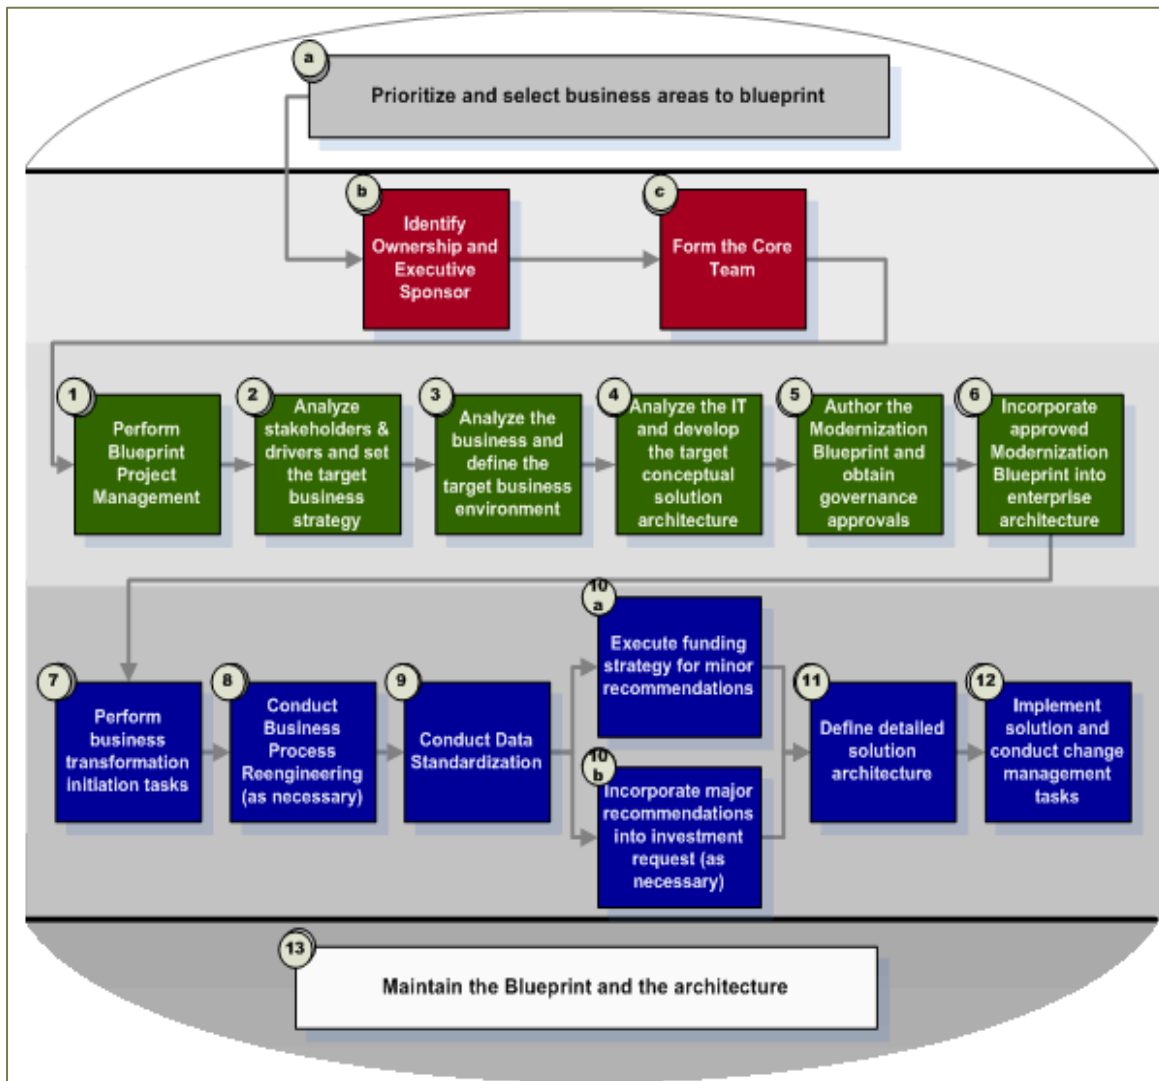 a
Prioritize and select business areas to blueprint
b
Identify
Ownership and
Executive
Sponsor
c
Form the Core
Team
1
Perform
Blueprint
Project
Management
2
Analyze
stakeholders &
drivers and set
the target
business
strategy
3
Analyze the
business and
define the
target business
environment
4
Analyze the IT
and develop
the target
conceptual
solution
architecture
5
Author the
Modernization
Blueprint and
obtain
governance
approvals
6
Incorporate
approved
Modernization
Blueprint into
enterprise
architecture
7
Perform
business
transformation
initiation tasks
8
Conduct
Business
Process
Reengineering
(as necessary)
9
Conduct Data
Standardization
10
a
Execute funding
strategy for minor
recommendations
10
b
Incorporate major
recommendations
into investment
request (as
necessary)
11
Define detailed
solution
architecture
12
Implement
solution and
conduct change
management
tasks
13
Maintain the Blueprint and the architecture